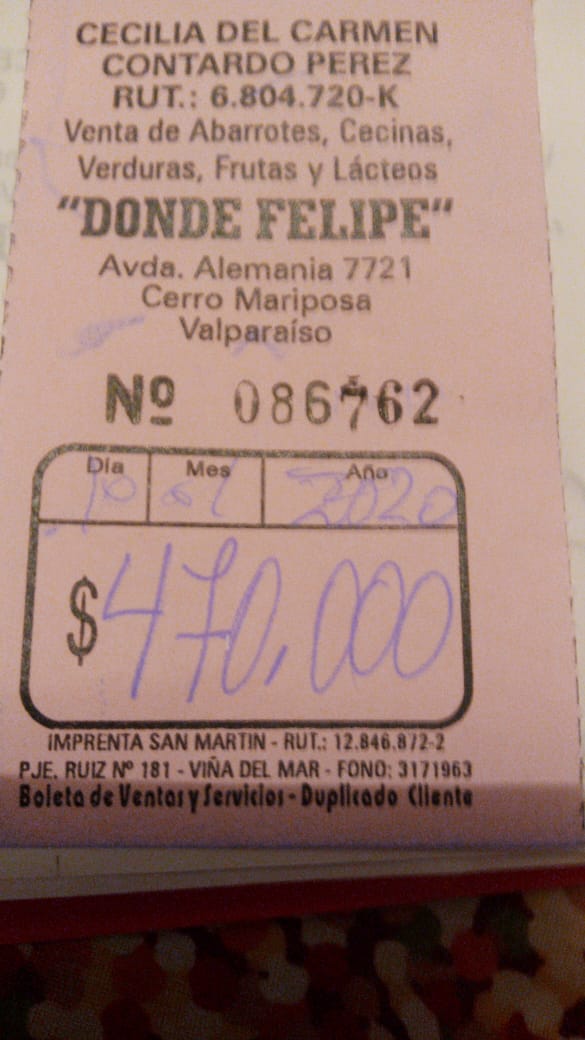 CECILIA DEL CARMEN
CONTARDO PEREZ
RUT.: 6.804.720-K
Venta de Abarrotes, Cecinas,
Verduras, Frutas y Lácteos
"DONDE FELIPE"
Avda. Alemania 7721
Cerro Mariposa
Valparaíso
Nº 086762
Día Mes Año
10 01 2020
$ 470.000
IMPRENTA SAN MARTIN - RUT.: 12.846.872-2
PJE. RUIZ Nº 181 - VIÑA DEL MAR - FONO: 3171963
Boleta de Ventas y Servicios - Duplicado Cliente